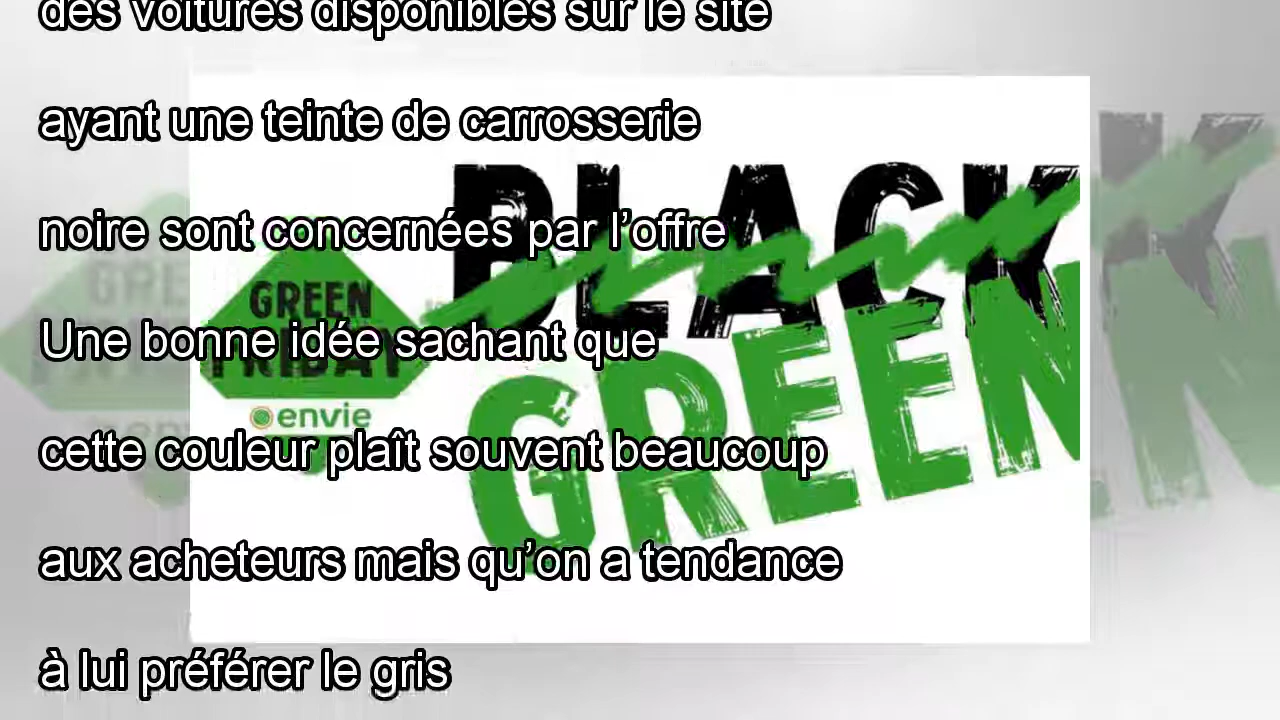 des voitures disponibles sur le site
ayant une teinte de carrosserie
noire sont concernées par l’offre
Une bonne idée sachant que
cette couleur plaît souvent beaucoup
aux acheteurs mais qu’on a tendance
à lui préférer le gris
GREEN
FRIDAY
envie
BLACK
GREEN